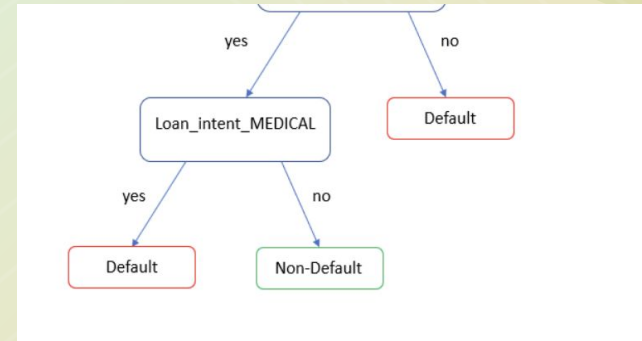 yes
no
Loan_intent_MEDICAL
Default
yes
no
Default
Non-Default